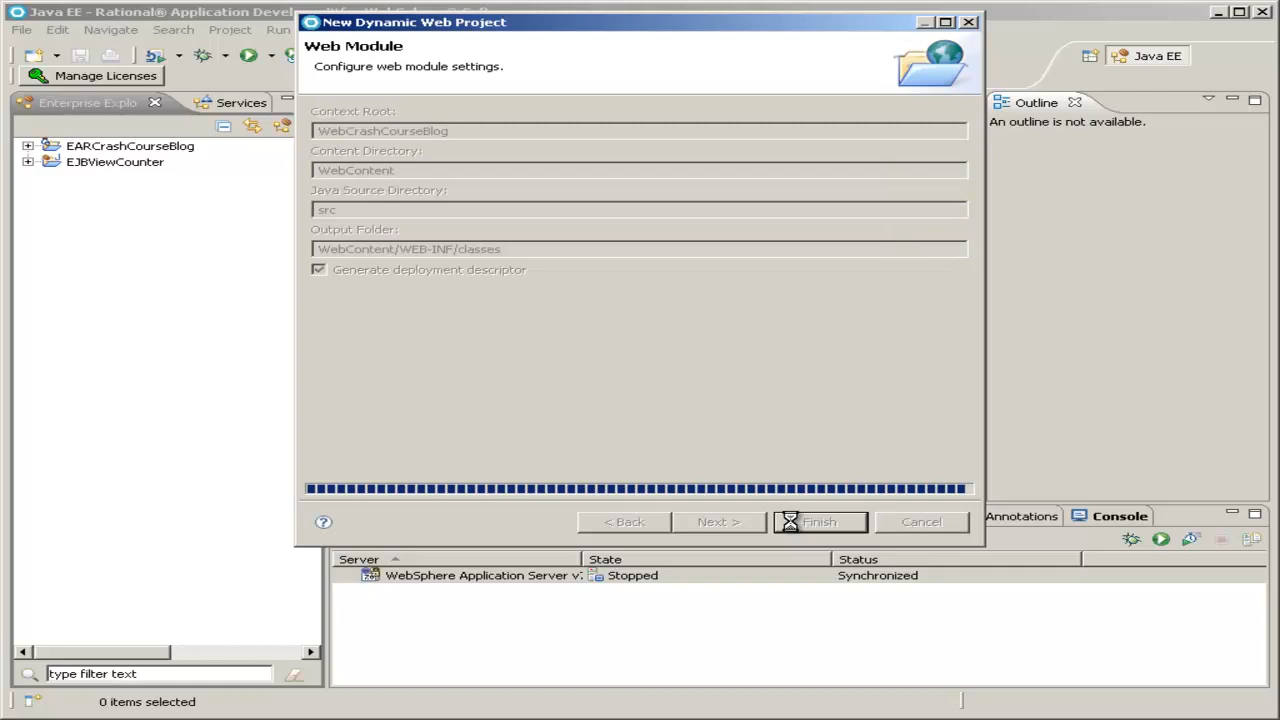 Java EE - Rational® Application Devel
New Dynamic Web Project
File Edit Navigate Search Project Run
Web Module
Configure web module settings.
Java EE
Manage Licenses
Enterprise Explo
Services
Outline
An outline is not available.
Context Root:
WebCrashCourseBlog
Content Directory:
EARCrashCourseBlog
EJBViewCounter
WebContent
Java Source Directory:
src
Output Folder:
WebContent/WEB-INF/classes
Generate deployment descriptor
< Back Next > Finish Cancel
Annotations Console
Server State Status
WebSphere Application Server v7 Stopped Synchronized
type filter text
0 items selected